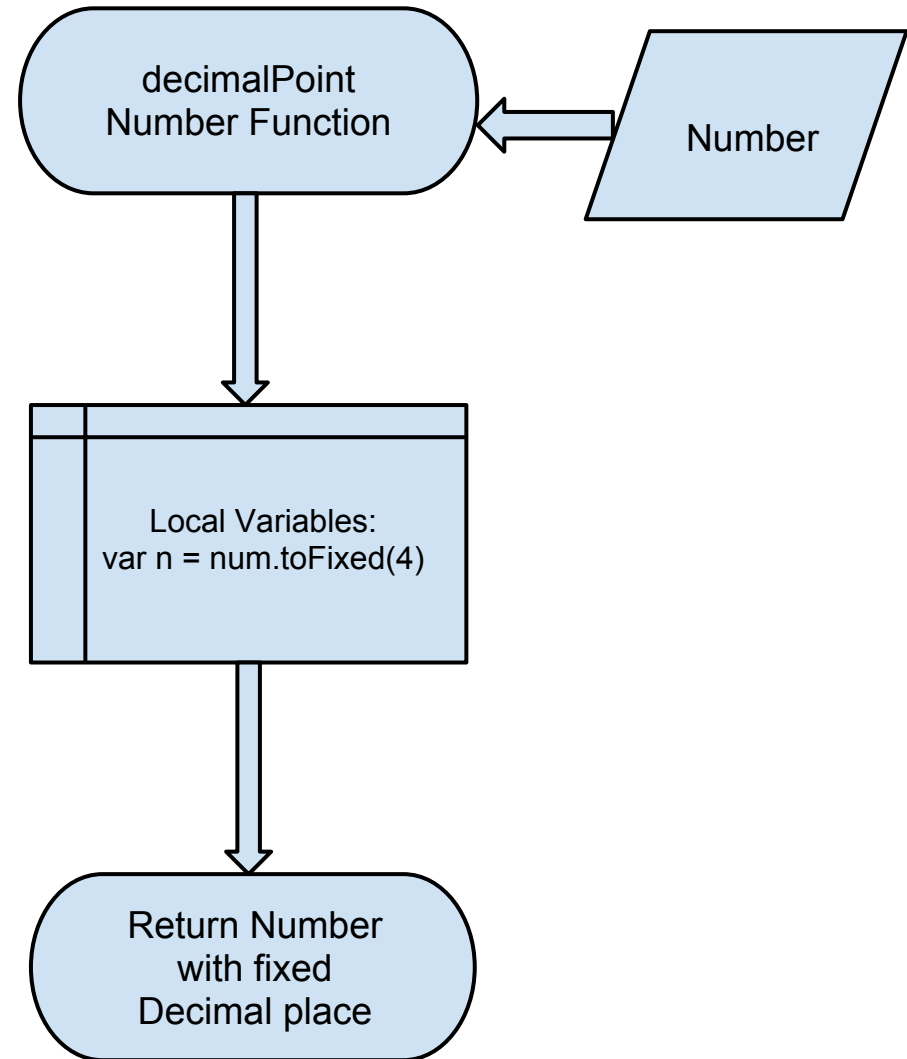 decimalPoint
Number Function
Number
Local Variables:
var n = num.toFixed(4)
Return Number
with fixed
Decimal place